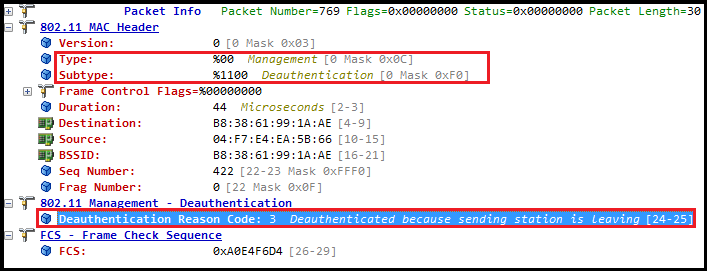 Packet Info Packet Number=769 Flags=0x00000000 Status=0x00000000 Packet Length=30
802.11 MAC Header
Version: 0 [0 Mask 0x03]
Type: %00 Management [0 Mask 0x0C]
Subtype: %1100 Deauthentication [0 Mask 0xF0]
Frame Control Flags=%00000000
Duration: 44 Microseconds [2-3]
Destination: B8:38:61:99:1A:AE [4-9]
Source: 04:F7:E4:EA:5B:66 [10-15]
BSSID: B8:38:61:99:1A:AE [16-21]
Seq Number: 422 [22-23 Mask 0xFFF0]
Frag Number: 0 [22 Mask 0x0F]
802.11 Management - Deauthentication
Deauthentication Reason Code: 3 Deauthenticated because sending station is leaving [24-25]
FCS - Frame Check Sequence
FCS: 0xA0E4F6D4 [26-29]